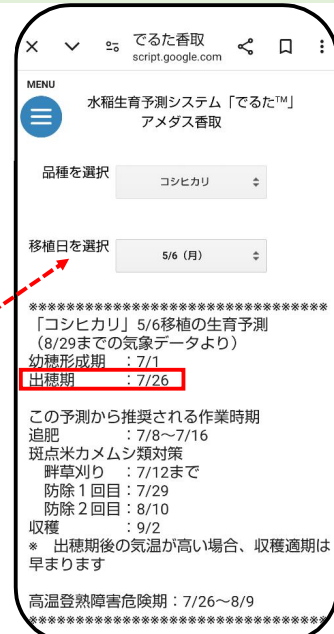 でるた香取
script.google.com
MENU
水稲生育予測システム「でるた™」
アメダス香取
品種を選択
コシヒカリ
移植日を選択
5/6（月）
********************************
「コシヒカリ」5/6移植の生育予測
（8/29までの気象データより）
幼穂形成期　：7/1
出穂期　　　：7/26
この予測から推奨される作業時期
追肥　　　　：7/8～7/16
斑点米カメムシ類対策
畔草刈り　：7/12まで
防除１回目：7/29
防除２回目：8/10
収穫　　　　：9/2
*　出穂期後の気温が高い場合、収穫適期は
早まります
高温登熟障害危険期：7/26～8/9
********************************